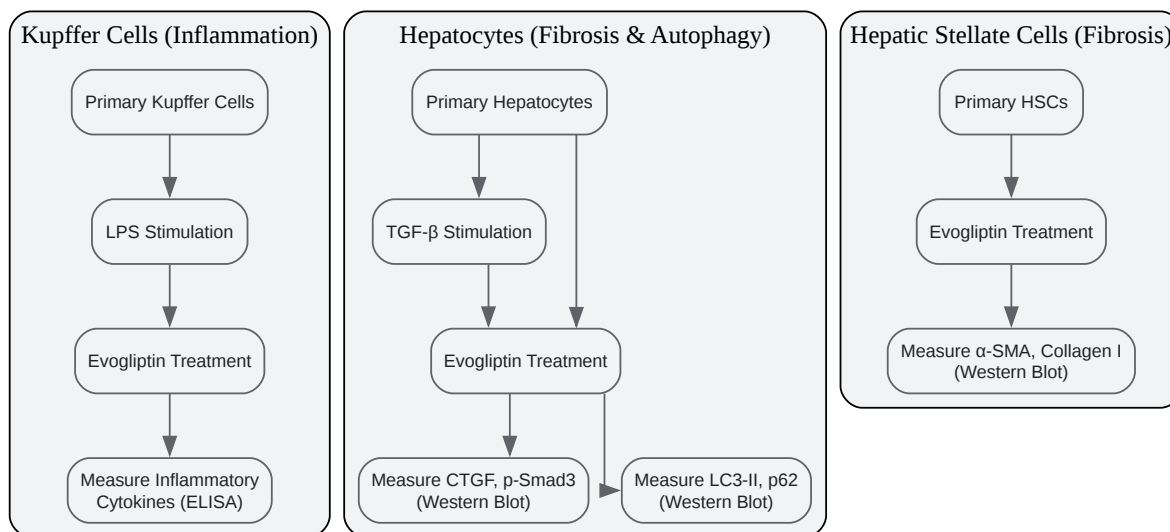 Kupffer Cells (Inflammation)
Primary Kupffer Cells
LPS Stimulation
Evogliptin Treatment
Measure Inflammatory
Cytokines (ELISA)
Hepatocytes (Fibrosis & Autophagy)
Primary Hepatocytes
TGF-β Stimulation
Evogliptin Treatment
Measure CTGF, p-Smad3
(Western Blot)
Measure LC3-II, p62
(Western Blot)
Hepatic Stellate Cells (Fibrosis)
Primary HSCs
Evogliptin Treatment
Measure α-SMA, Collagen I
(Western Blot)